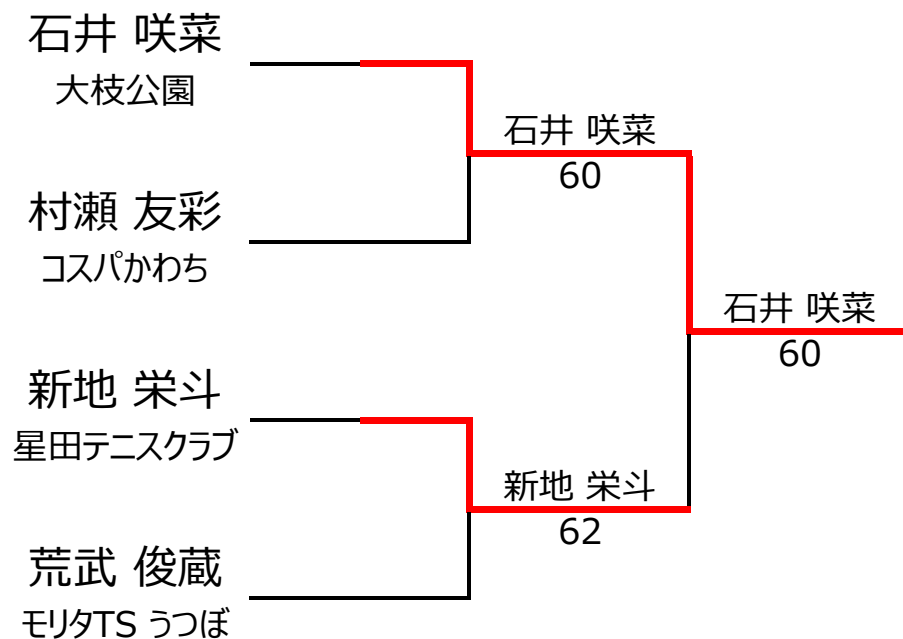 石井 咲菜
大枝公園
村瀬 友彩
コスパかわち
新地 栄斗
星田テニスクラブ
荒武 俊蔵
モリタTS うつぼ
石井 咲菜
60
新地 栄斗
62
石井 咲菜
60